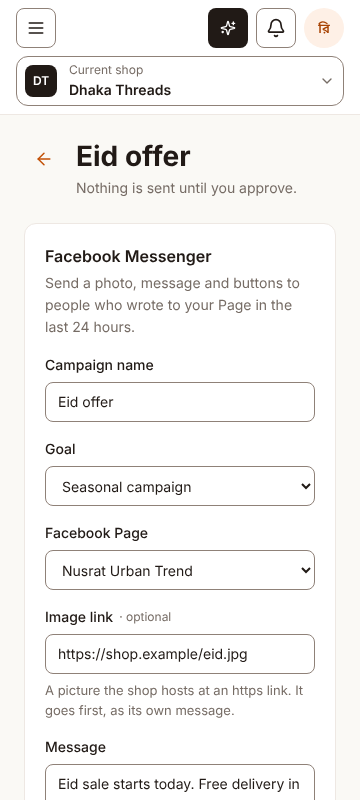 রি
DT
Current shop
Dhaka Threads
Eid offer
Nothing is sent until you approve.
Facebook Messenger
Send a photo, message and buttons to
people who wrote to your Page in the
last 24 hours.
Campaign name
Eid offer
Goal
Seasonal campaign
Facebook Page
Nusrat Urban Trend
Image link · optional
https://shop.example/eid.jpg
A picture the shop hosts at an https link. It
goes first, as its own message.
Message
Eid sale starts today. Free delivery in